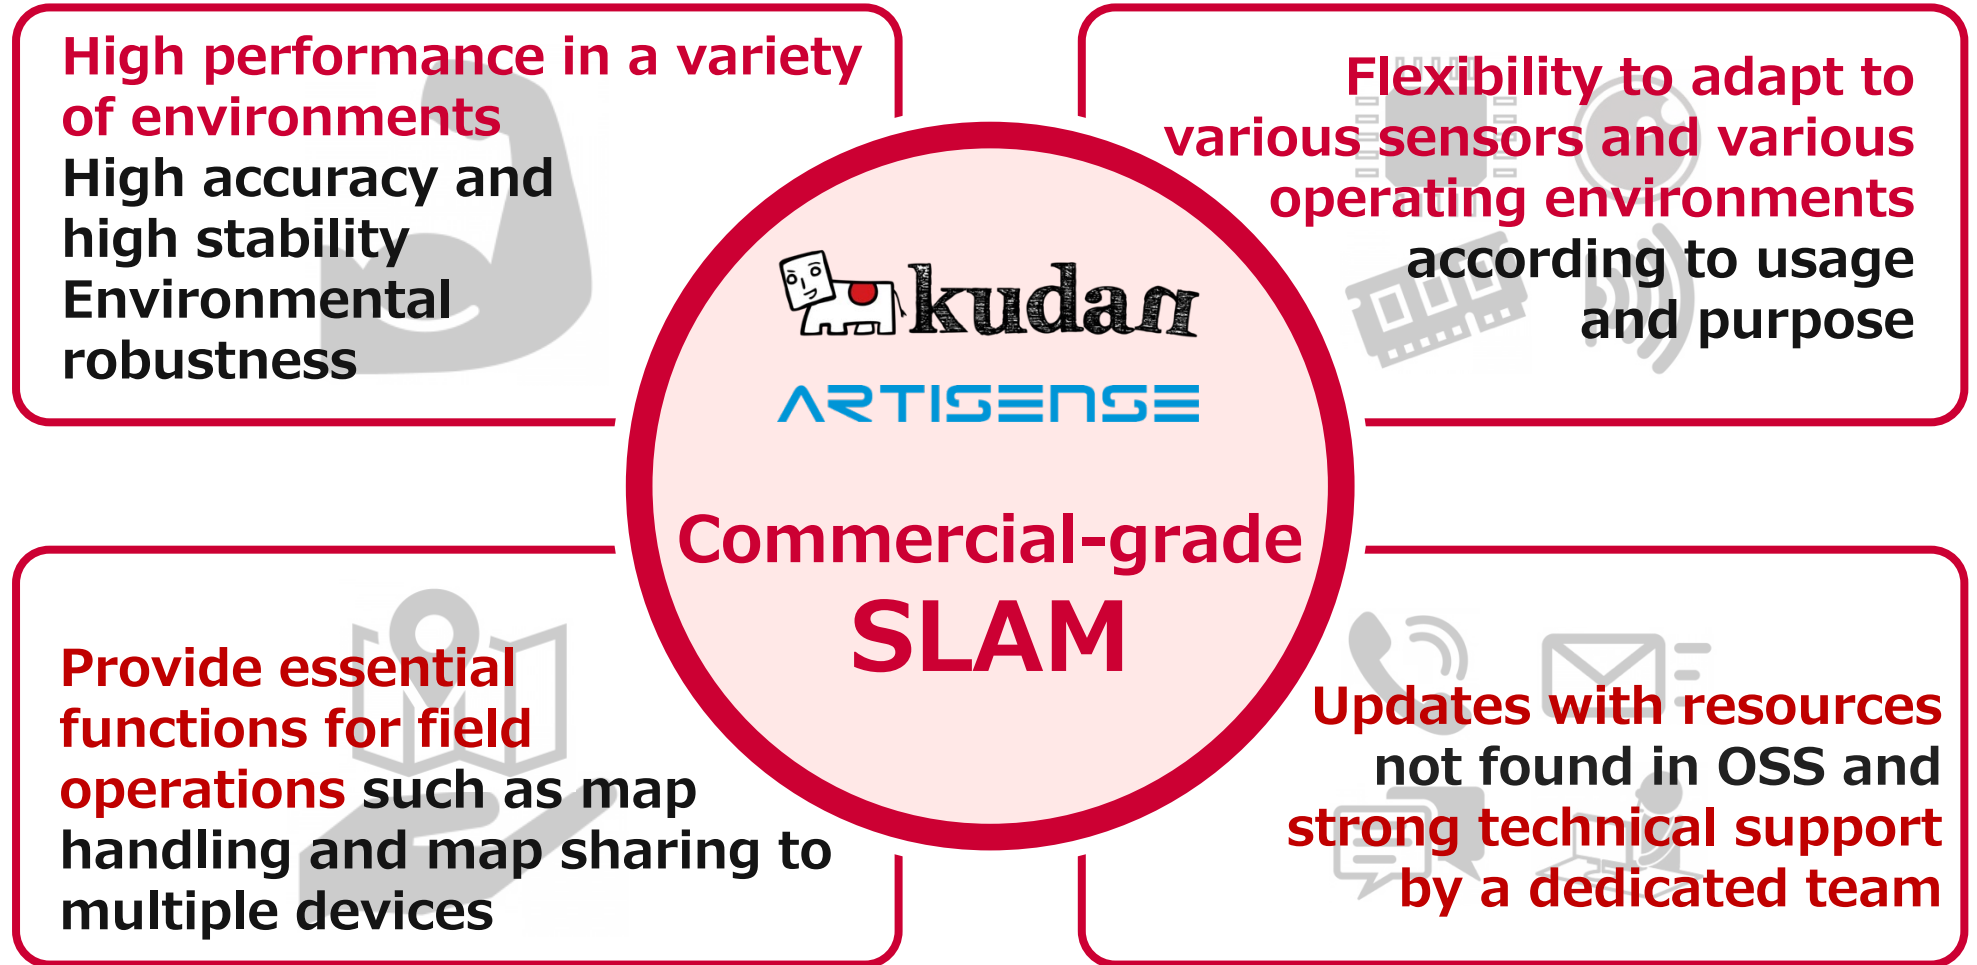 High performance in a variety
of environments
High accuracy and
high stability
Environmental
robustness
Flexibility to adapt to
various sensors and various
operating environments
according to usage
and purpose
kudan
ARTISENSE
Commercial-grade
SLAM
Provide essential
functions for field
operations such as map
handling and map sharing to
multiple devices
Updates with resources
not found in OSS and
strong technical support
by a dedicated team